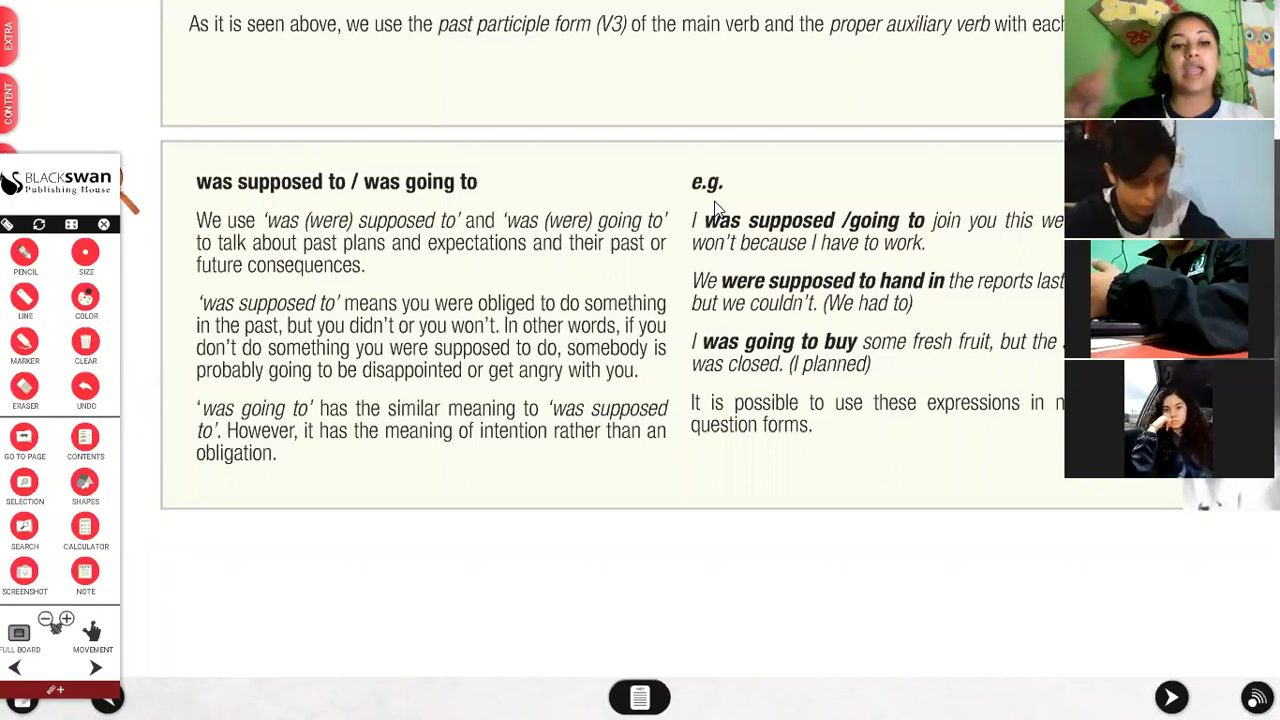 EXTRA
CONTENT
As it is seen above, we use the past participle form (V3) of the main verb and the proper auxiliary verb with each
BLACKswan
Publishing House
PENCIL
SIZE
LINE
COLOR
MARKER
CLEAR
ERASER
UNDO
GO TO PAGE
CONTENTS
SELECTION
SHAPES
SEARCH
CALCULATOR
SCREENSHOT
NOTE
FULL BOARD
MOVEMENT
was supposed to / was going to
We use ‘was (were) supposed to’ and ‘was (were) going to’
to talk about past plans and expectations and their past or
future consequences.
‘was supposed to’ means you were obliged to do something
in the past, but you didn’t or you won’t. In other words, if you
don’t do something you were supposed to do, somebody is
probably going to be disappointed or get angry with you.
‘was going to’ has the similar meaning to ‘was supposed
to’. However, it has the meaning of intention rather than an
obligation.
e.g.
I was supposed /going to join you this we
won’t because I have to work.
We were supposed to hand in the reports last
but we couldn’t. (We had to)
I was going to buy some fresh fruit, but the
was closed. (I planned)
It is possible to use these expressions in n
question forms.